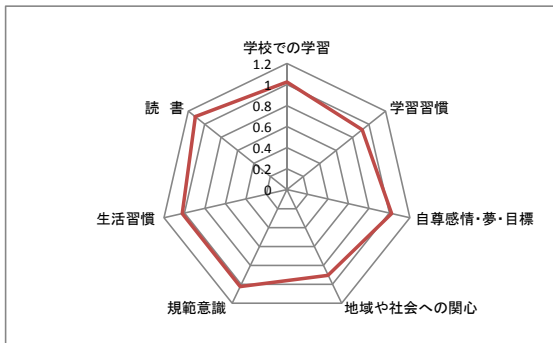 学校での学習
1.2
1
0.8
0.6
0.4
0.2
0
読 書
学習習慣
生活習慣
自尊感情・夢・目標
規範意識
地域や社会への関心